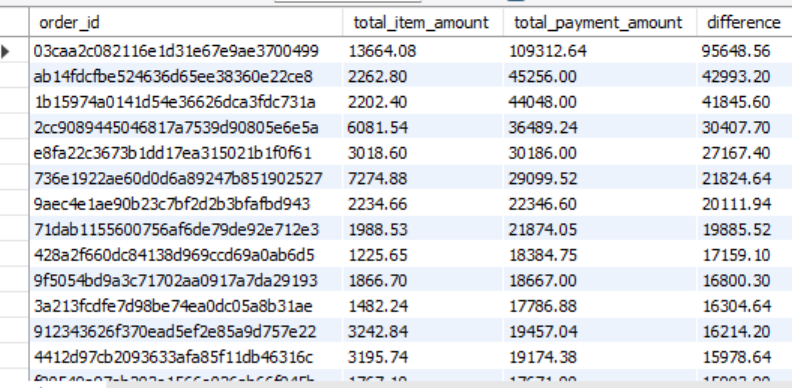 order_id total_item_amount total_payment_amount difference
03caa2c082116e1d31e67e9ae3700499 13664.08 109312.64 95648.56
ab14fdcfbe524636d65ee38360e22ce8 2262.80 45256.00 42993.20
1b15974a0141d54e36626dca3fdc731a 2202.40 44048.00 41845.60
2cc9089445046817a7539d90805e6e5a 6081.54 36489.24 30407.70
e8fa22c3673b1dd17ea315021b1f0f61 3018.60 30186.00 27167.40
736e1922ae60d0d6a89247b851902527 7274.88 29099.52 21824.64
9aec4e1ae90b23c7bf2d2b3bfafbd943 2234.66 22346.60 20111.94
71dab1155600756af6de79de92e712e3 1988.53 21874.05 19885.52
428a2f660dc84138d969ccd69a0ab6d5 1225.65 18384.75 17159.10
9f5054bd9a3c71702aa0917a7da29193 1866.70 18667.00 16800.30
3a213fcdfe7d98be74ea0dc05a8b31ae 1482.24 17786.88 16304.64
912343626f370ead5ef2e85a9d757e22 3242.84 19457.04 16214.20
4412d97cb2093633afa85f11db46316c 3195.74 19174.38 15978.64